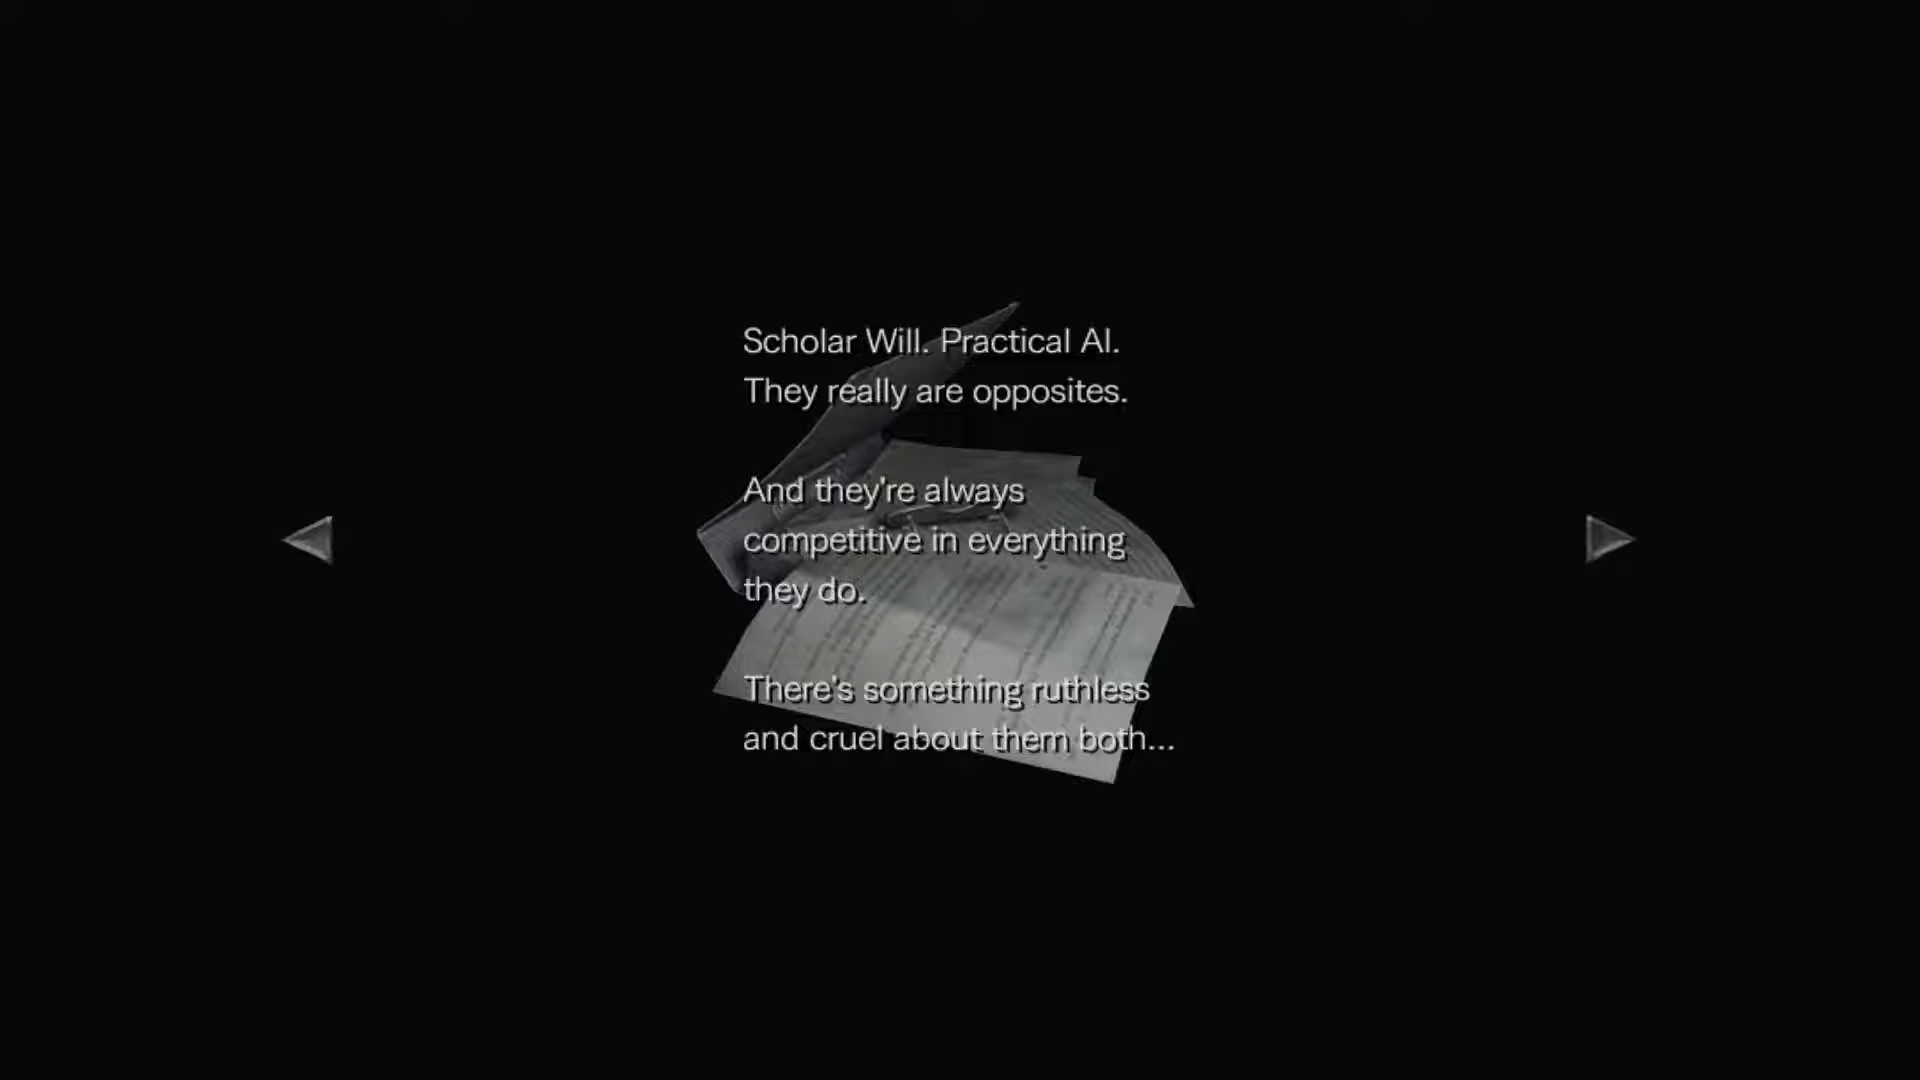 Scholar Will. Practical Al.
They really are opposites.
And they're always
competitive in everything
they do.
There's something ruthless
and cruel about them both...